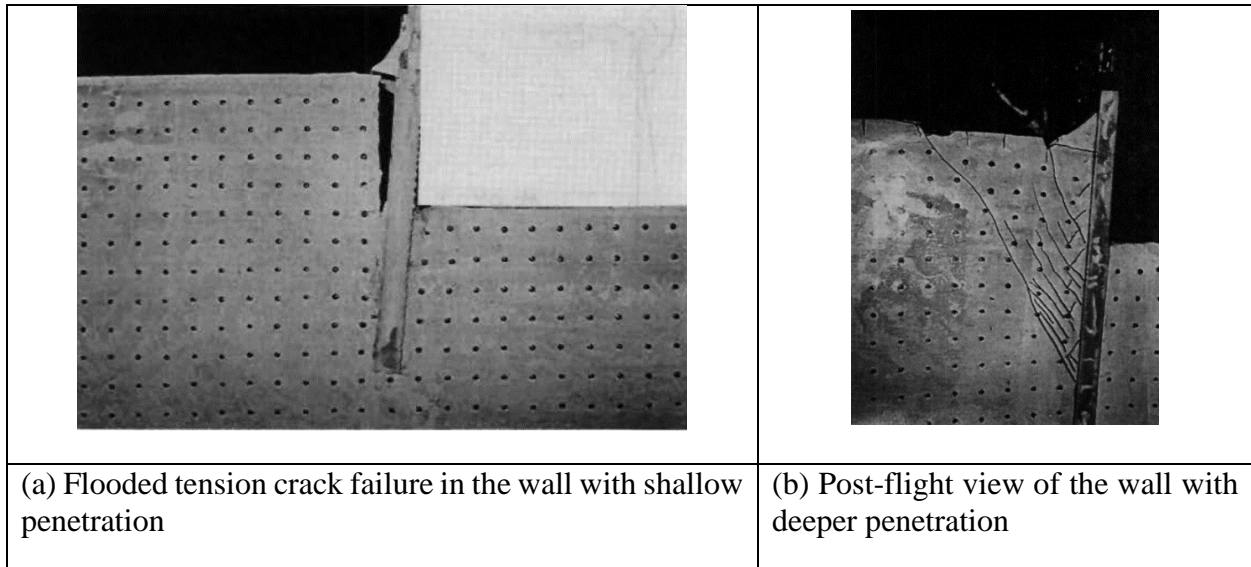 (a) Flooded tension crack failure in the wall with shallow
penetration
(b) Post-flight view of the wall with
deeper penetration